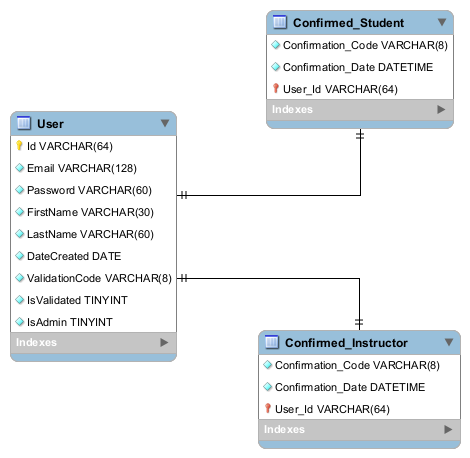 Confirmed_Student
Confirmation_Code VARCHAR(8)
Confirmation_Date DATETIME
User_Id VARCHAR(64)
Indexes
User
Id VARCHAR(64)
Email VARCHAR(128)
Password VARCHAR(60)
FirstName VARCHAR(30)
LastName VARCHAR(60)
DateCreated DATE
ValidationCode VARCHAR(8)
IsValidated TINYINT
IsAdmin TINYINT
Indexes
Confirmed_Instructor
Confirmation_Code VARCHAR(8)
Confirmation_Date DATETIME
User_Id VARCHAR(64)
Indexes